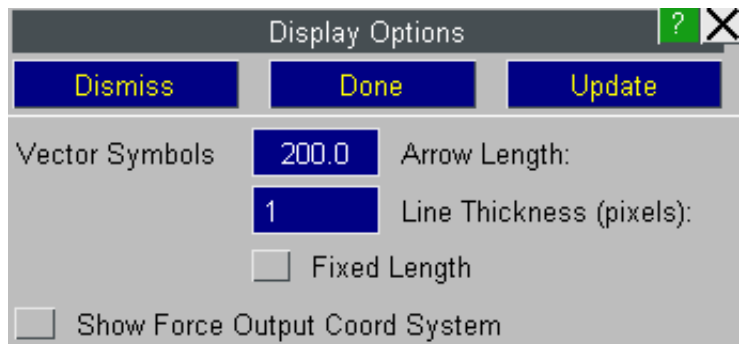 Display Options ? X
Dismiss Done Update
Vector Symbols 200.0 Arrow Length:
1 Line Thickness (pixels):
Fixed Length
Show Force Output Coord System